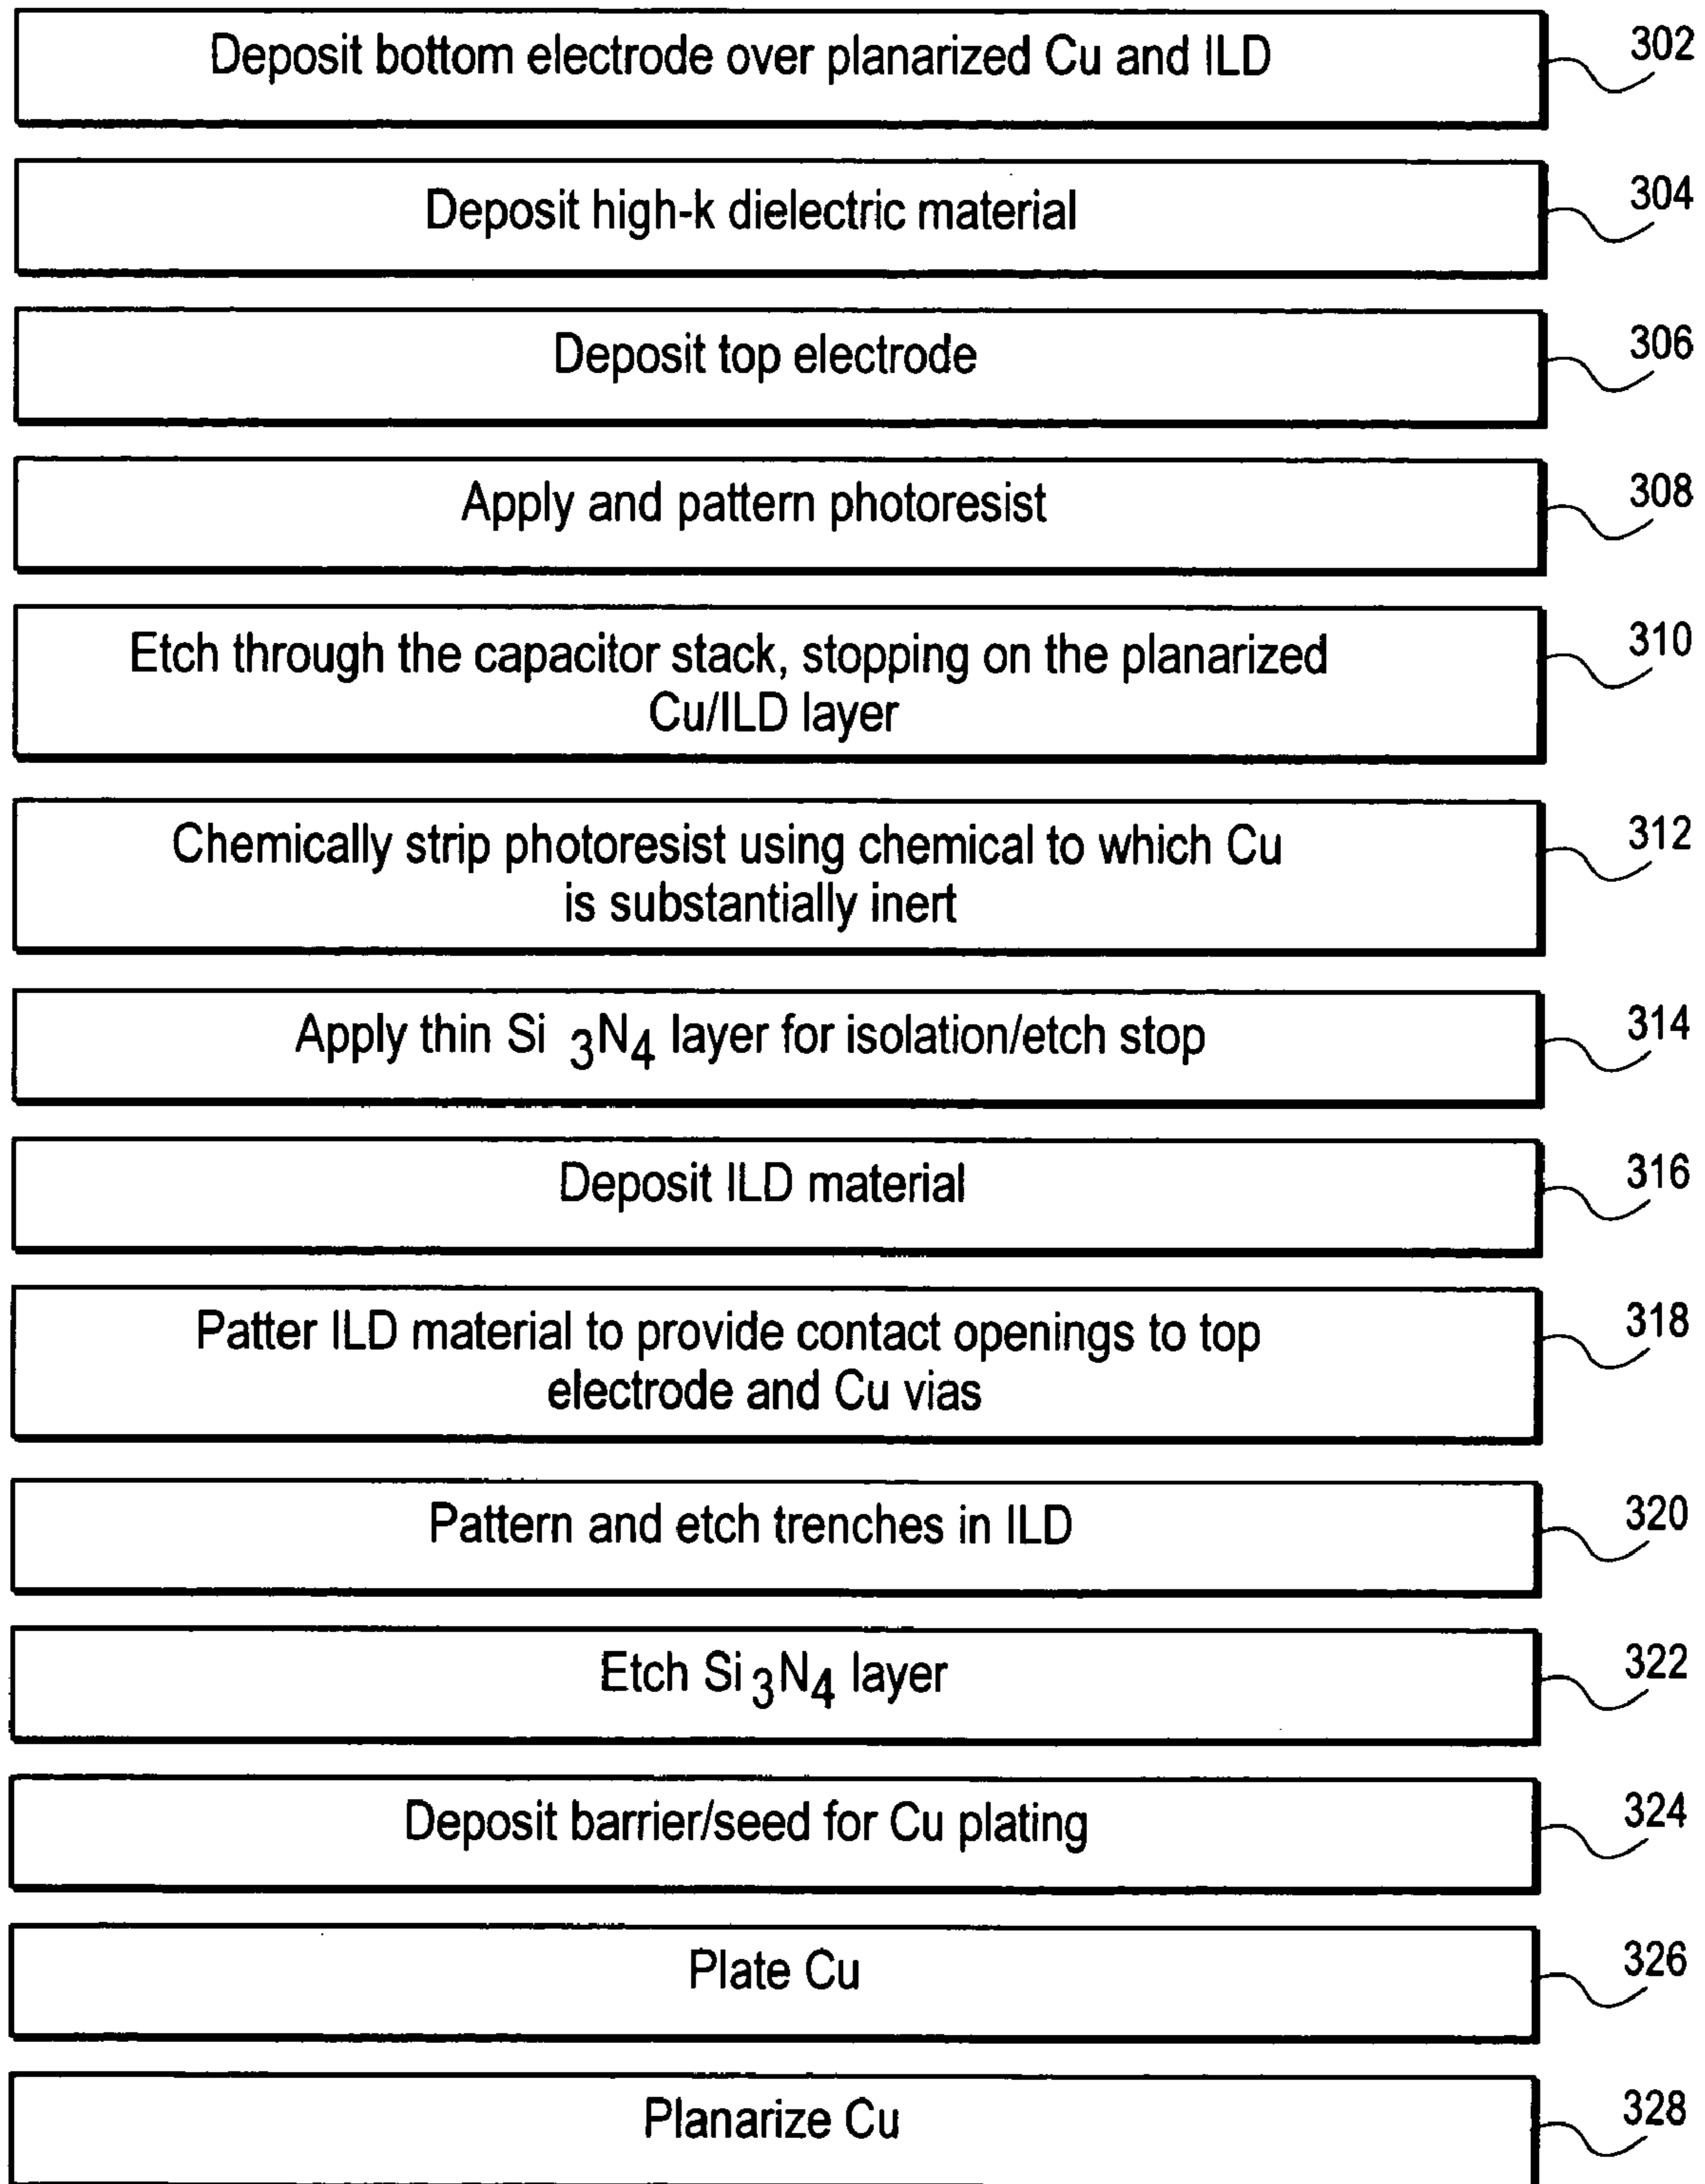 Deposit bottom electrode over planarized Cu and ILD 302
Deposit high-k dielectric material 304
Deposit top electrode 306
Apply and pattern photoresist 308
Etch through the capacitor stack, stopping on the planarized 310
Cu/ILD layer
Chemically strip photoresist using chemical to which Cu 312
is substantially inert
Apply thin Si 3N4 layer for isolation/etch stop 314
Deposit ILD material 316
Patter ILD material to provide contact openings to top 318
electrode and Cu vias
Pattern and etch trenches in ILD 320
Etch Si3N4 layer 322
Deposit barrier/seed for Cu plating 324
Plate Cu 326
Planarize Cu 328